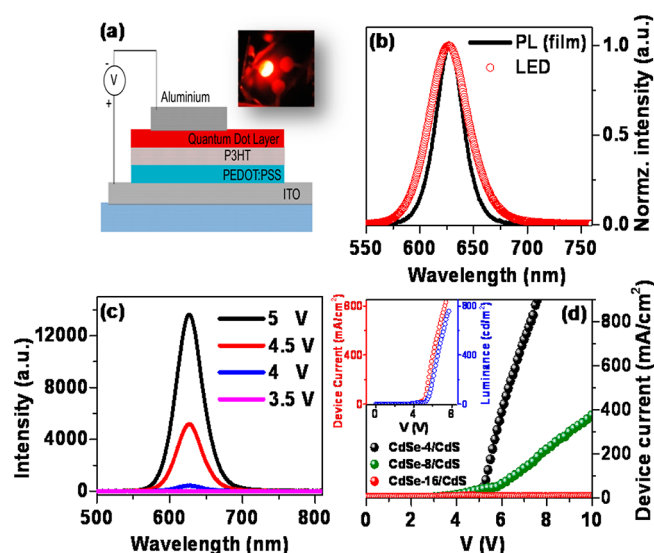 (a)
-
V
+
Aluminium
Quantum Dot Layer
P3HT
PEDOT:PSS
ITO
(b)
PL (film)
LED
1.0
0.5
0.0
Normz. intensity (a.u.)
550 600 650 700 750
Wavelength (nm)
(c)
5 V
4.5 V
4 V
3.5 V
12000
8000
4000
0
Intensity (a.u.)
500 600 700 800
Wavelength (nm)
(d)
Device Current (mA/cm²)
800
400
0
800
400
0
Luminance (cd/m²)
0 4 8
V (V)
CdSe-4/CdS
CdSe-8/CdS
CdSe-16/CdS
800
600
400
200
0
Device current (mA/cm²)
0 2 4 6 8 10
V (V)